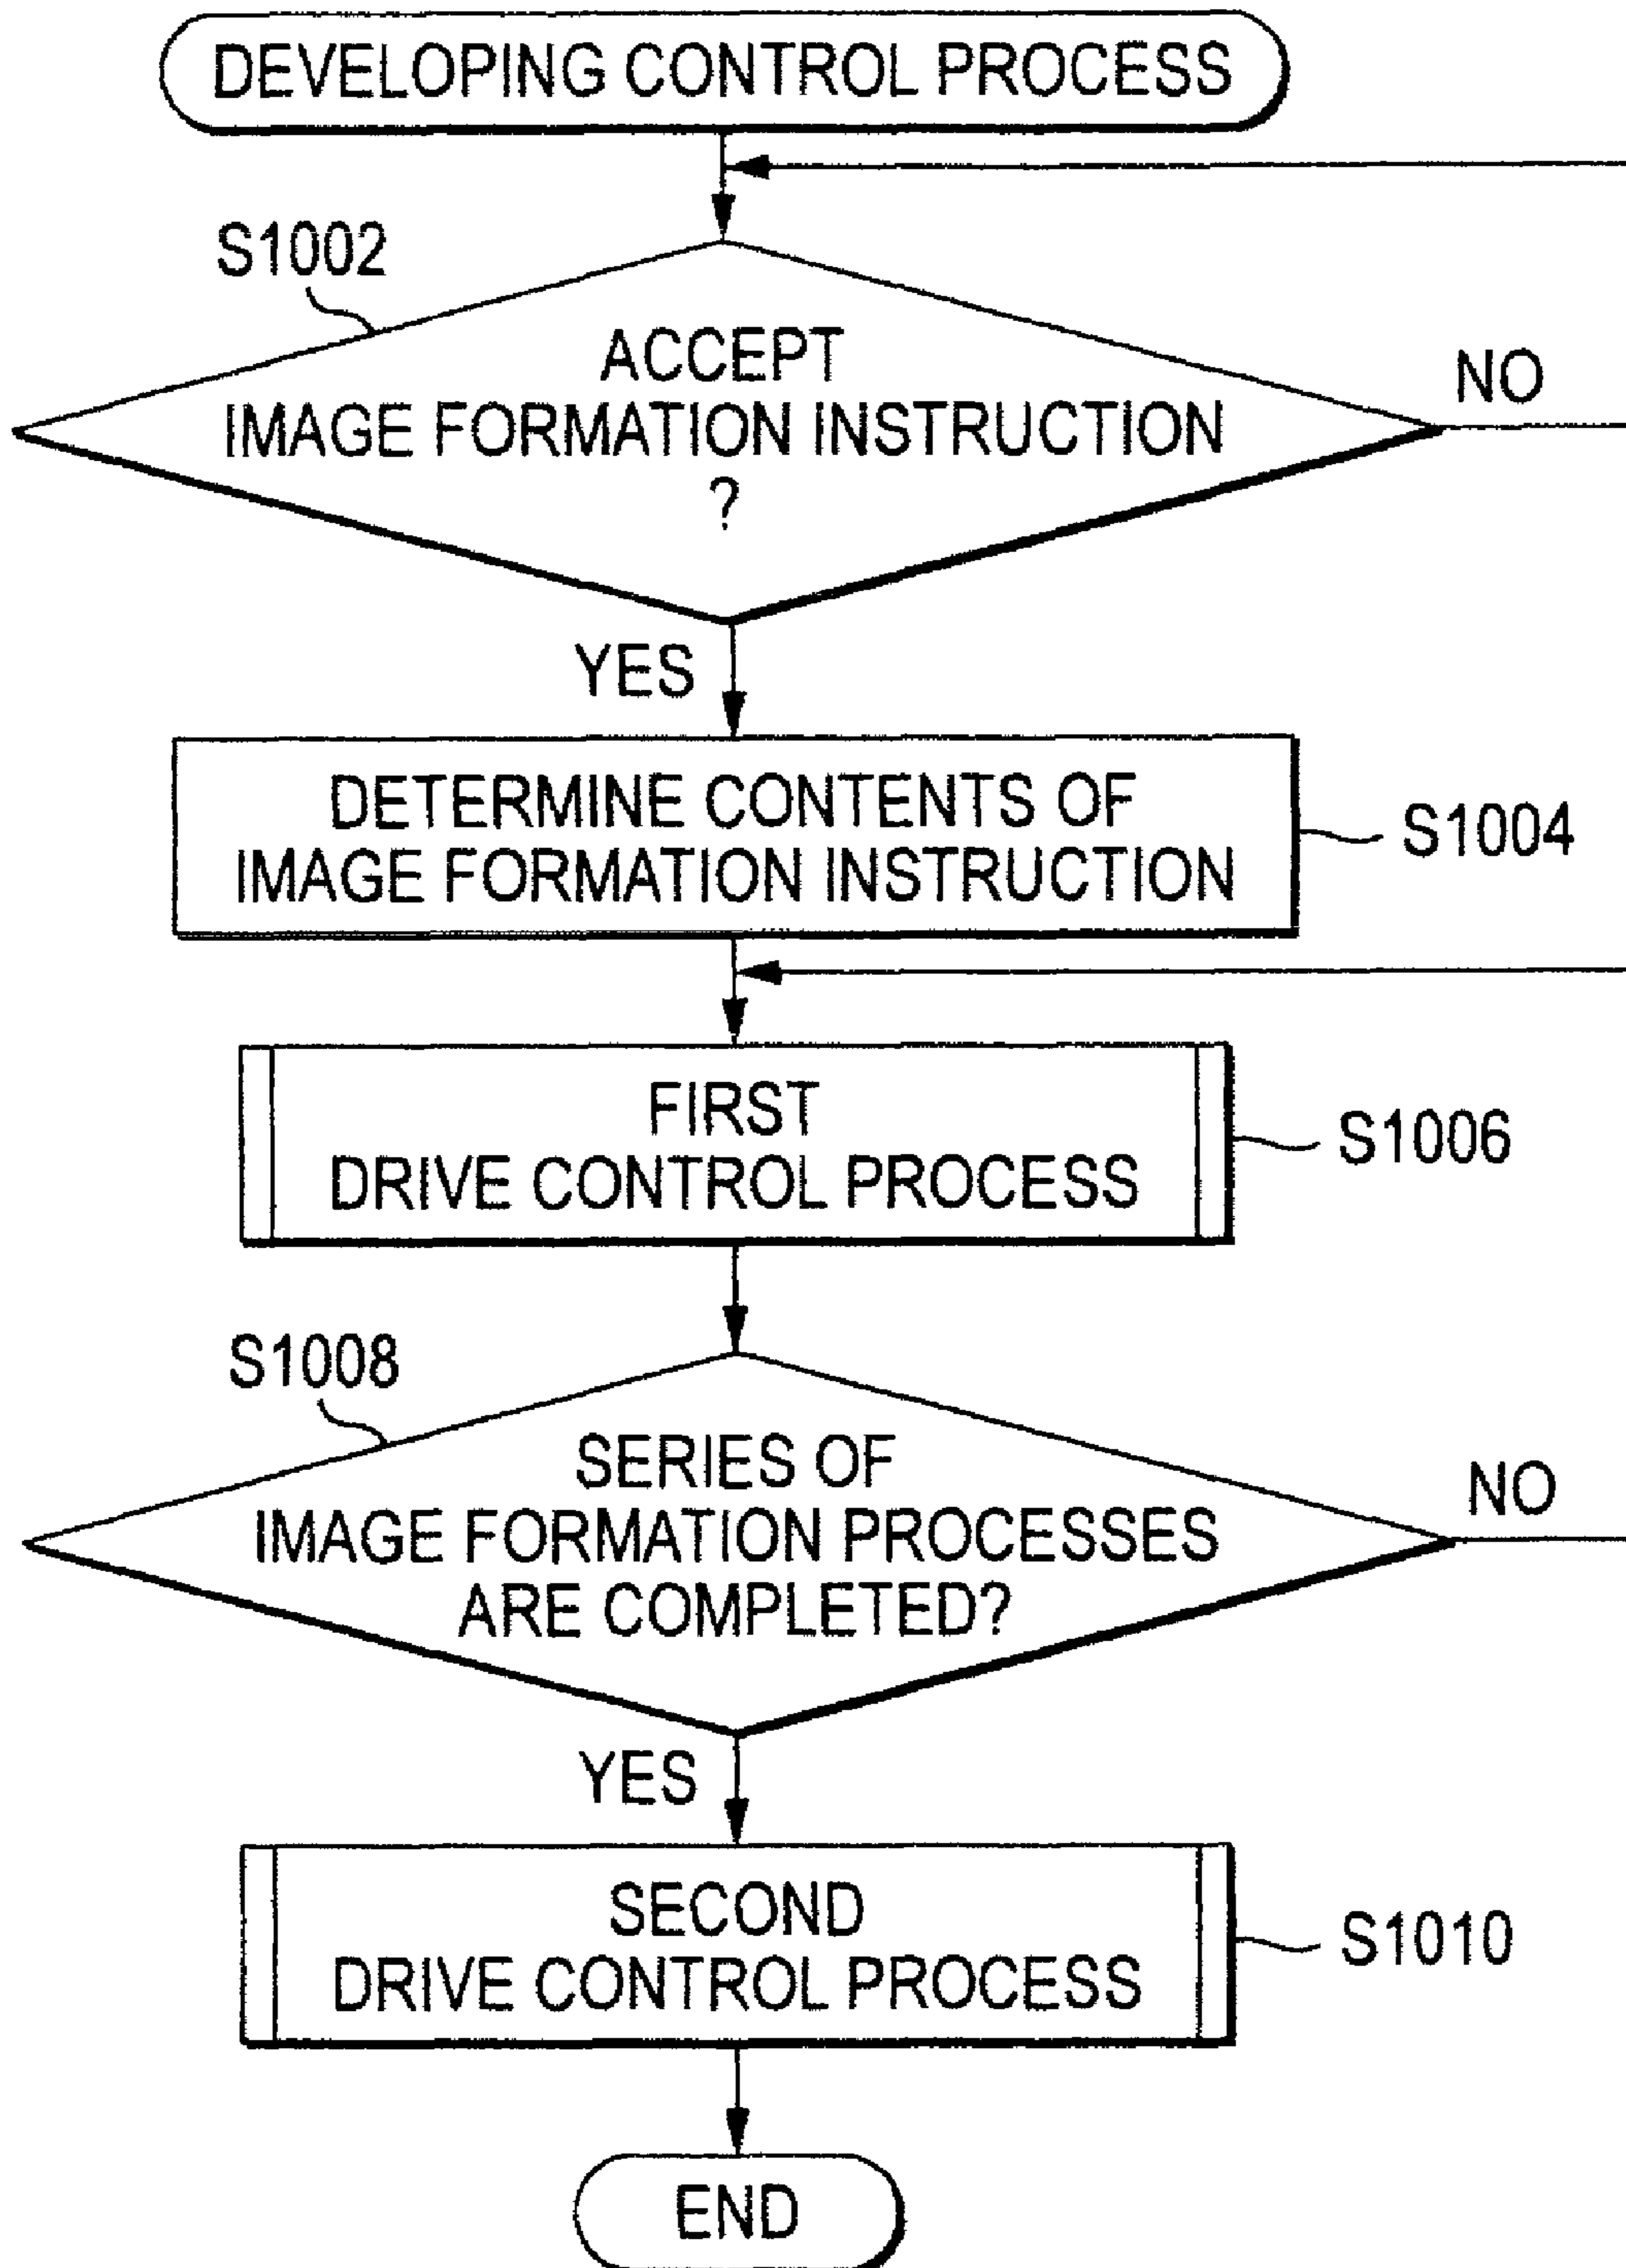 DEVELOPING CONTROL PROCESS
S1002
ACCEPT
IMAGE FORMATION INSTRUCTION
?
NO
YES
DETERMINE CONTENTS OF
IMAGE FORMATION INSTRUCTION
S1004
FIRST
DRIVE CONTROL PROCESS
S1006
S1008
SERIES OF
IMAGE FORMATION PROCESSES
ARE COMPLETED?
NO
YES
SECOND
DRIVE CONTROL PROCESS
S1010
END